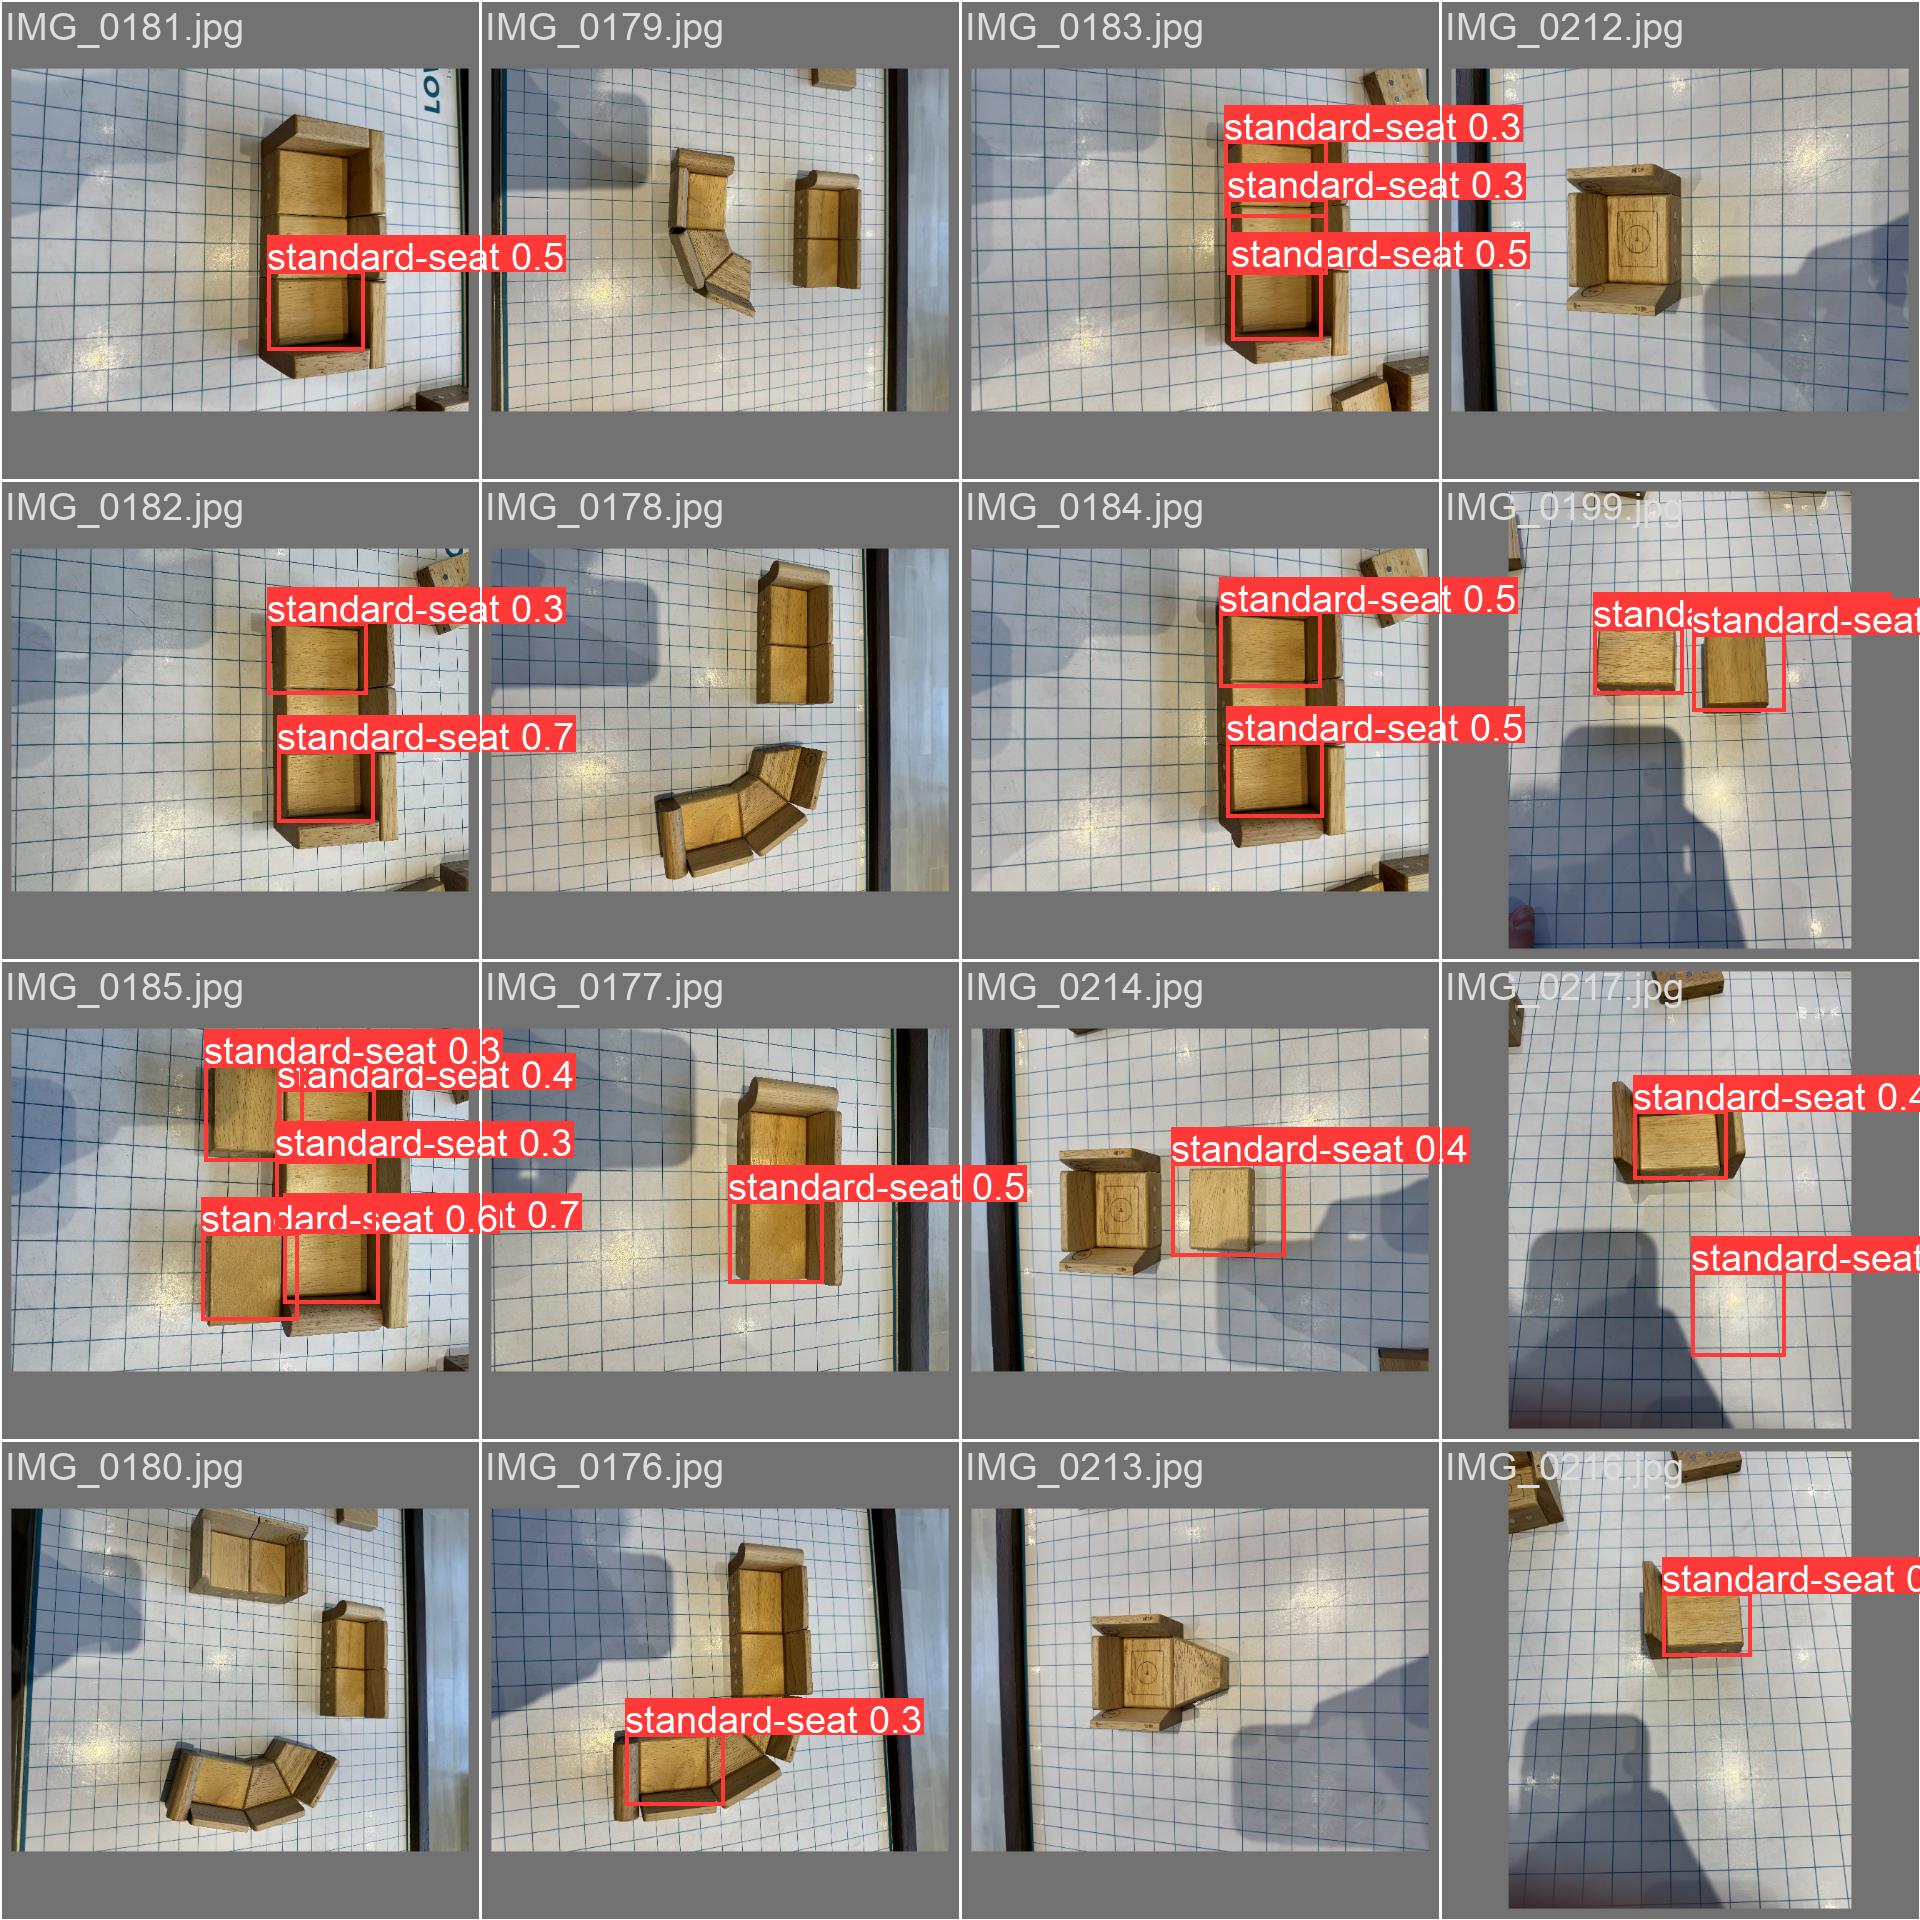 IMG_0181.jpg
IMG_0179.jpg
IMG_0183.jpg
IMG_0212.jpg
LOV
standard-seat 0.5
standard-seat 0.3
standard-seat 0.3
standard-seat 0.5
IMG_0182.jpg
IMG_0178.jpg
IMG_0184.jpg
IMG_0199.jpg
standard-seat 0.3
standard-seat 0.7
standard-seat 0.5
standard-seat 0.5
standard-seat
IMG_0185.jpg
IMG_0177.jpg
IMG_0214.jpg
IMG_0217.jpg
standard-seat 0.3
standard-seat 0.4
standard-seat 0.3
standard-seat 0.6
t 0.7
standard-seat 0.5
standard-seat 0.4
standard-seat 0.4
standard-seat
IMG_0180.jpg
IMG_0176.jpg
IMG_0213.jpg
IMG_0216.jpg
standard-seat 0.3
standard-seat 0